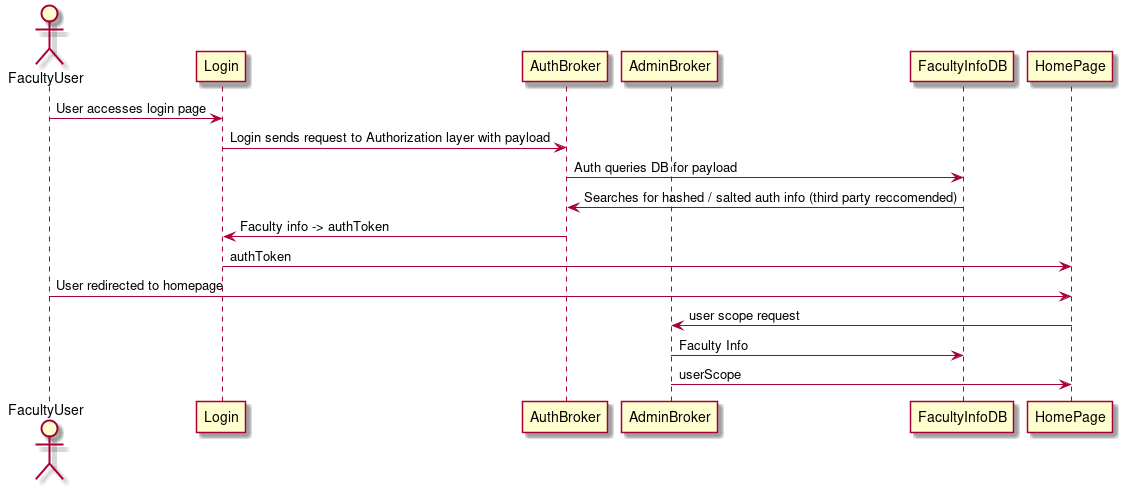 FacultyUser
Login
AuthBroker
AdminBroker
FacultyInfoDB
HomePage
User accesses login page
Login sends request to Authorization layer with payload
Auth queries DB for payload
Searches for hashed / salted auth info (third party reccomended)
Faculty info -> authToken
authToken
User redirected to homepage
user scope request
Faculty Info
userScope
FacultyUser
Login
AuthBroker
AdminBroker
FacultyInfoDB
HomePage